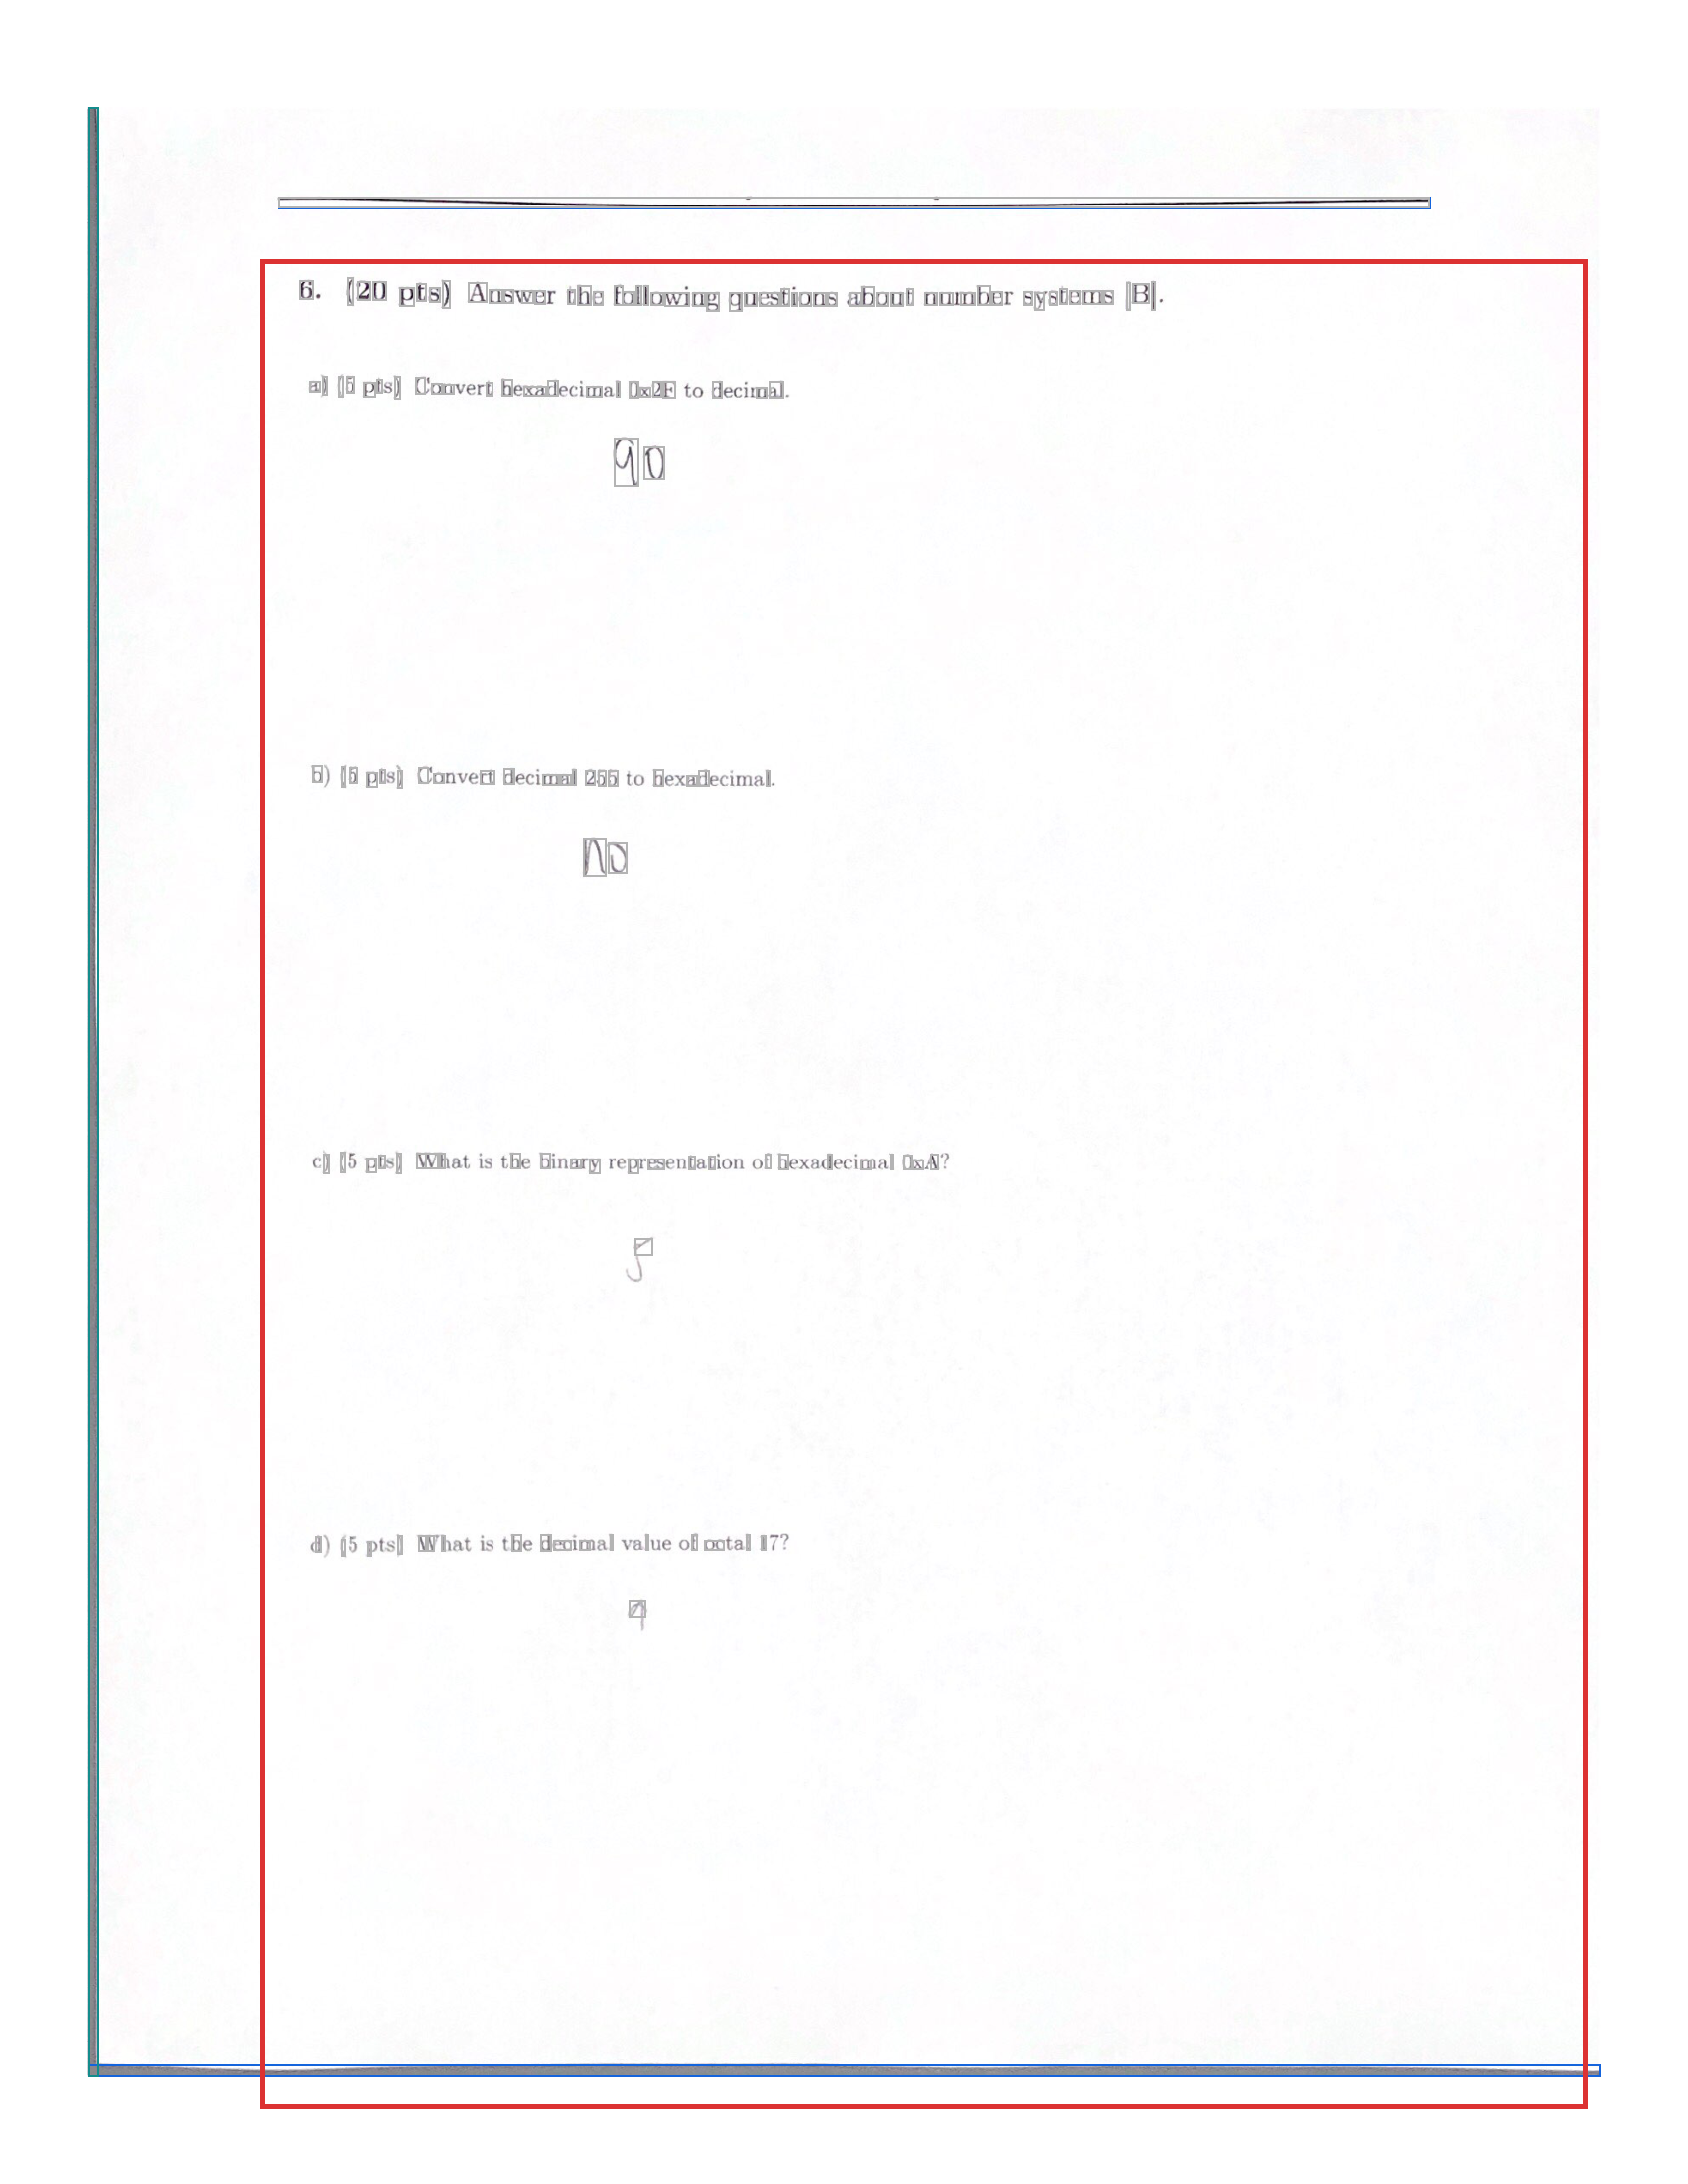 6. (20 pts) Answer the following questions about number systems [B].
a) (5 pts) Convert hexadecimal 0x2F to decimal.
90
b) (5 pts) Convert decimal 255 to hexadecimal.
c) (5 pts) What is the binary representation of hexadecimal 0xA?
5
d) (5 pts) What is the decimal value of octal 17?
9